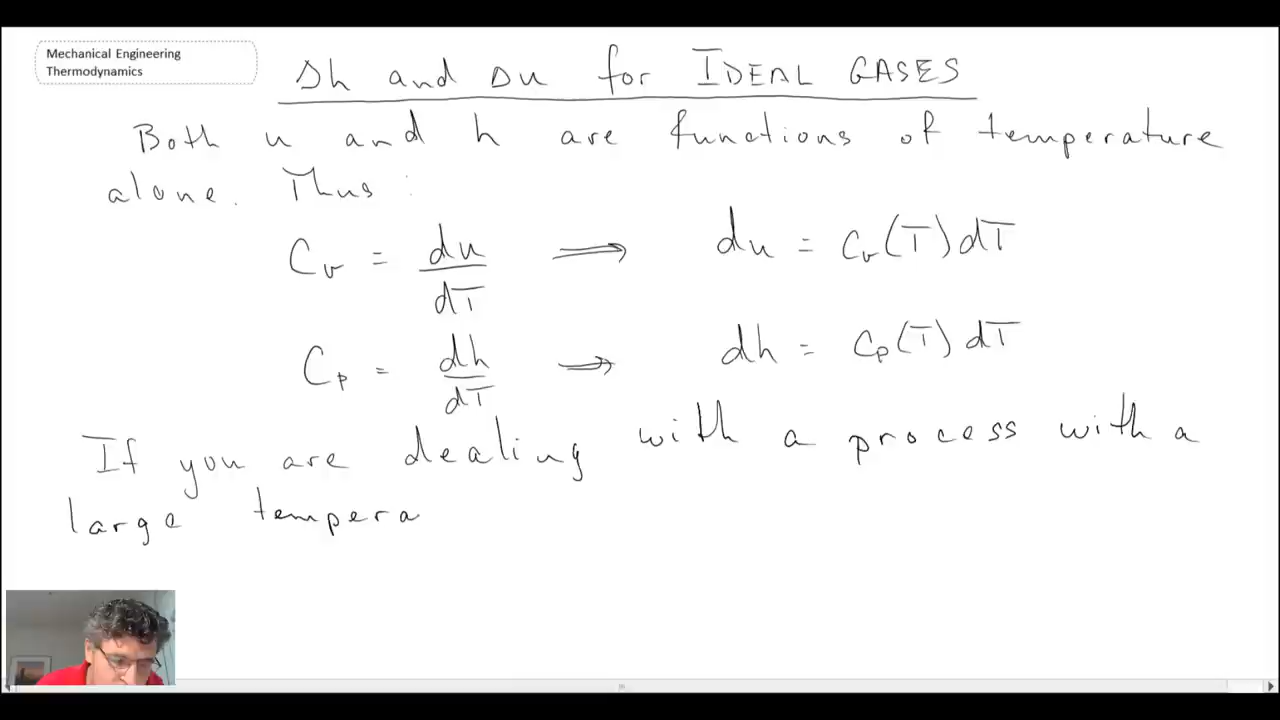 Mechanical Engineering
Thermodynamics
Δh and Δu for IDEAL GASES
Both u and h are functions of temperature
alone. Thus :
Cv = du/dT ⟹ du = Cv(T)dT
Cp = dh/dT ⟹ dh = Cp(T)dT
If you are dealing with a process with a
large tempera